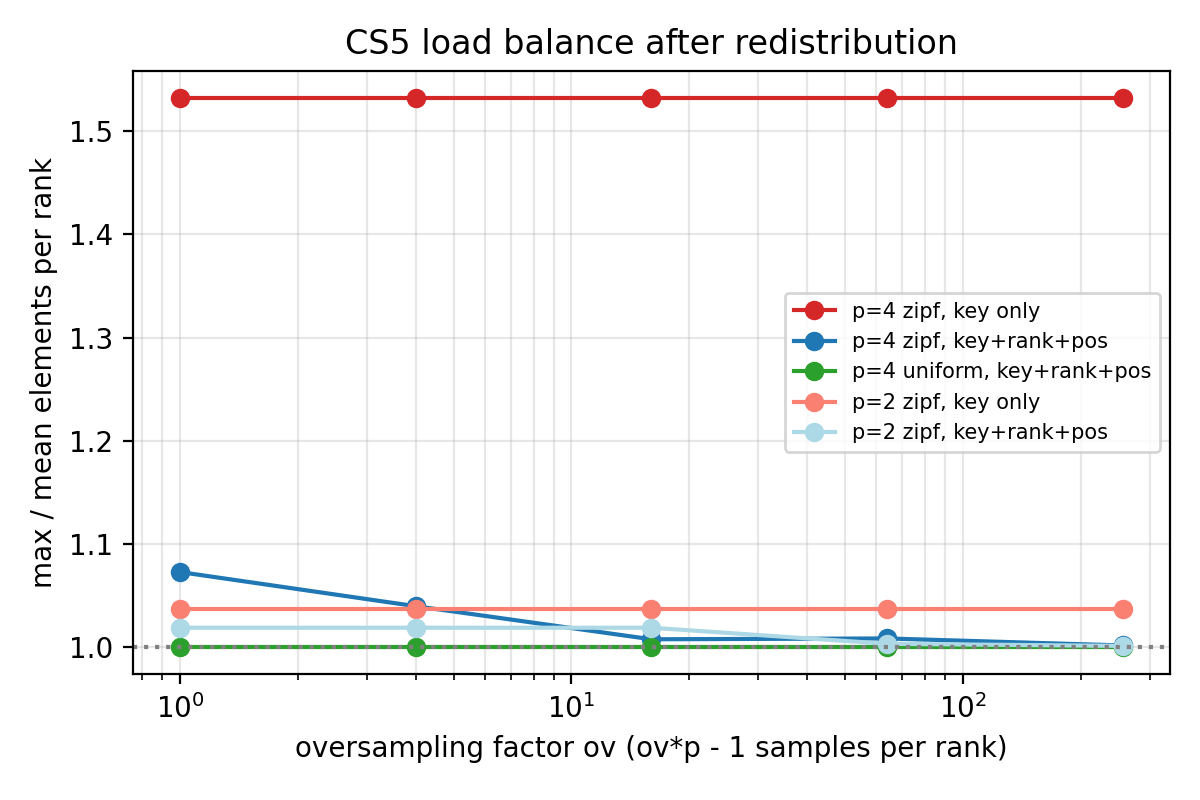 CS5 load balance after redistribution
max / mean elements per rank
1.5
1.4
1.3
1.2
1.1
1.0
p=4 zipf, key only
p=4 zipf, key+rank+pos
p=4 uniform, key+rank+pos
p=2 zipf, key only
p=2 zipf, key+rank+pos
10⁰
10¹
10²
oversampling factor ov (ov*p - 1 samples per rank)